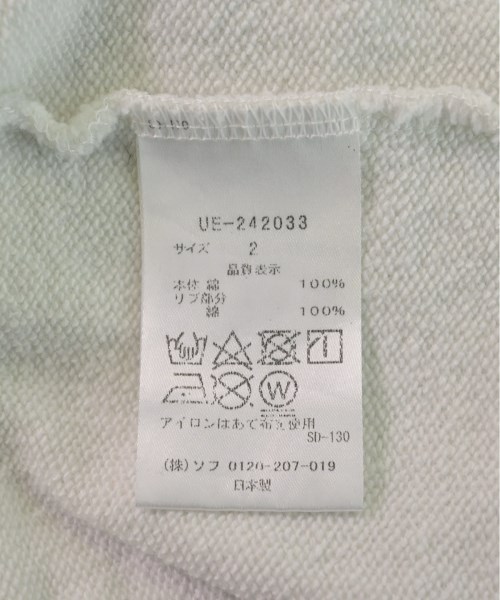 UE-242033
サイズ 2
品質表示
本体 綿 100%
リブ部分
綿 100%
W
アイロンはあて布を使用
SD-130
(株)ソフ 0120-207-019
日本製